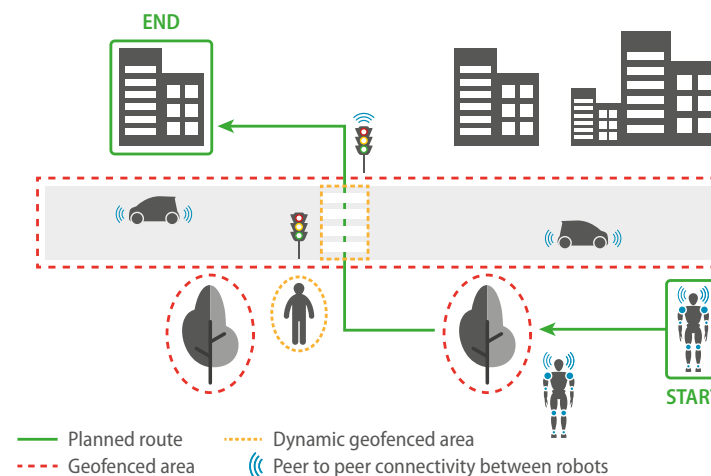 END
START
Planned route
Dynamic geofenced area
Geofenced area
Peer to peer connectivity between robots